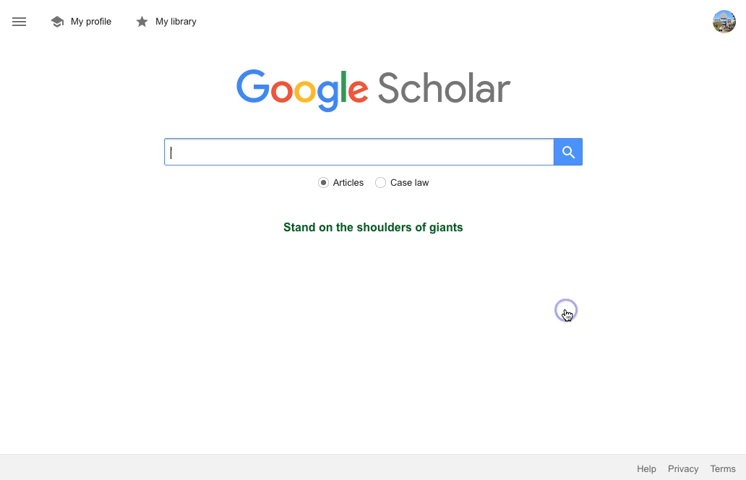 My profile
My library
Google Scholar
Articles
Case law
Stand on the shoulders of giants
Help
Privacy
Terms